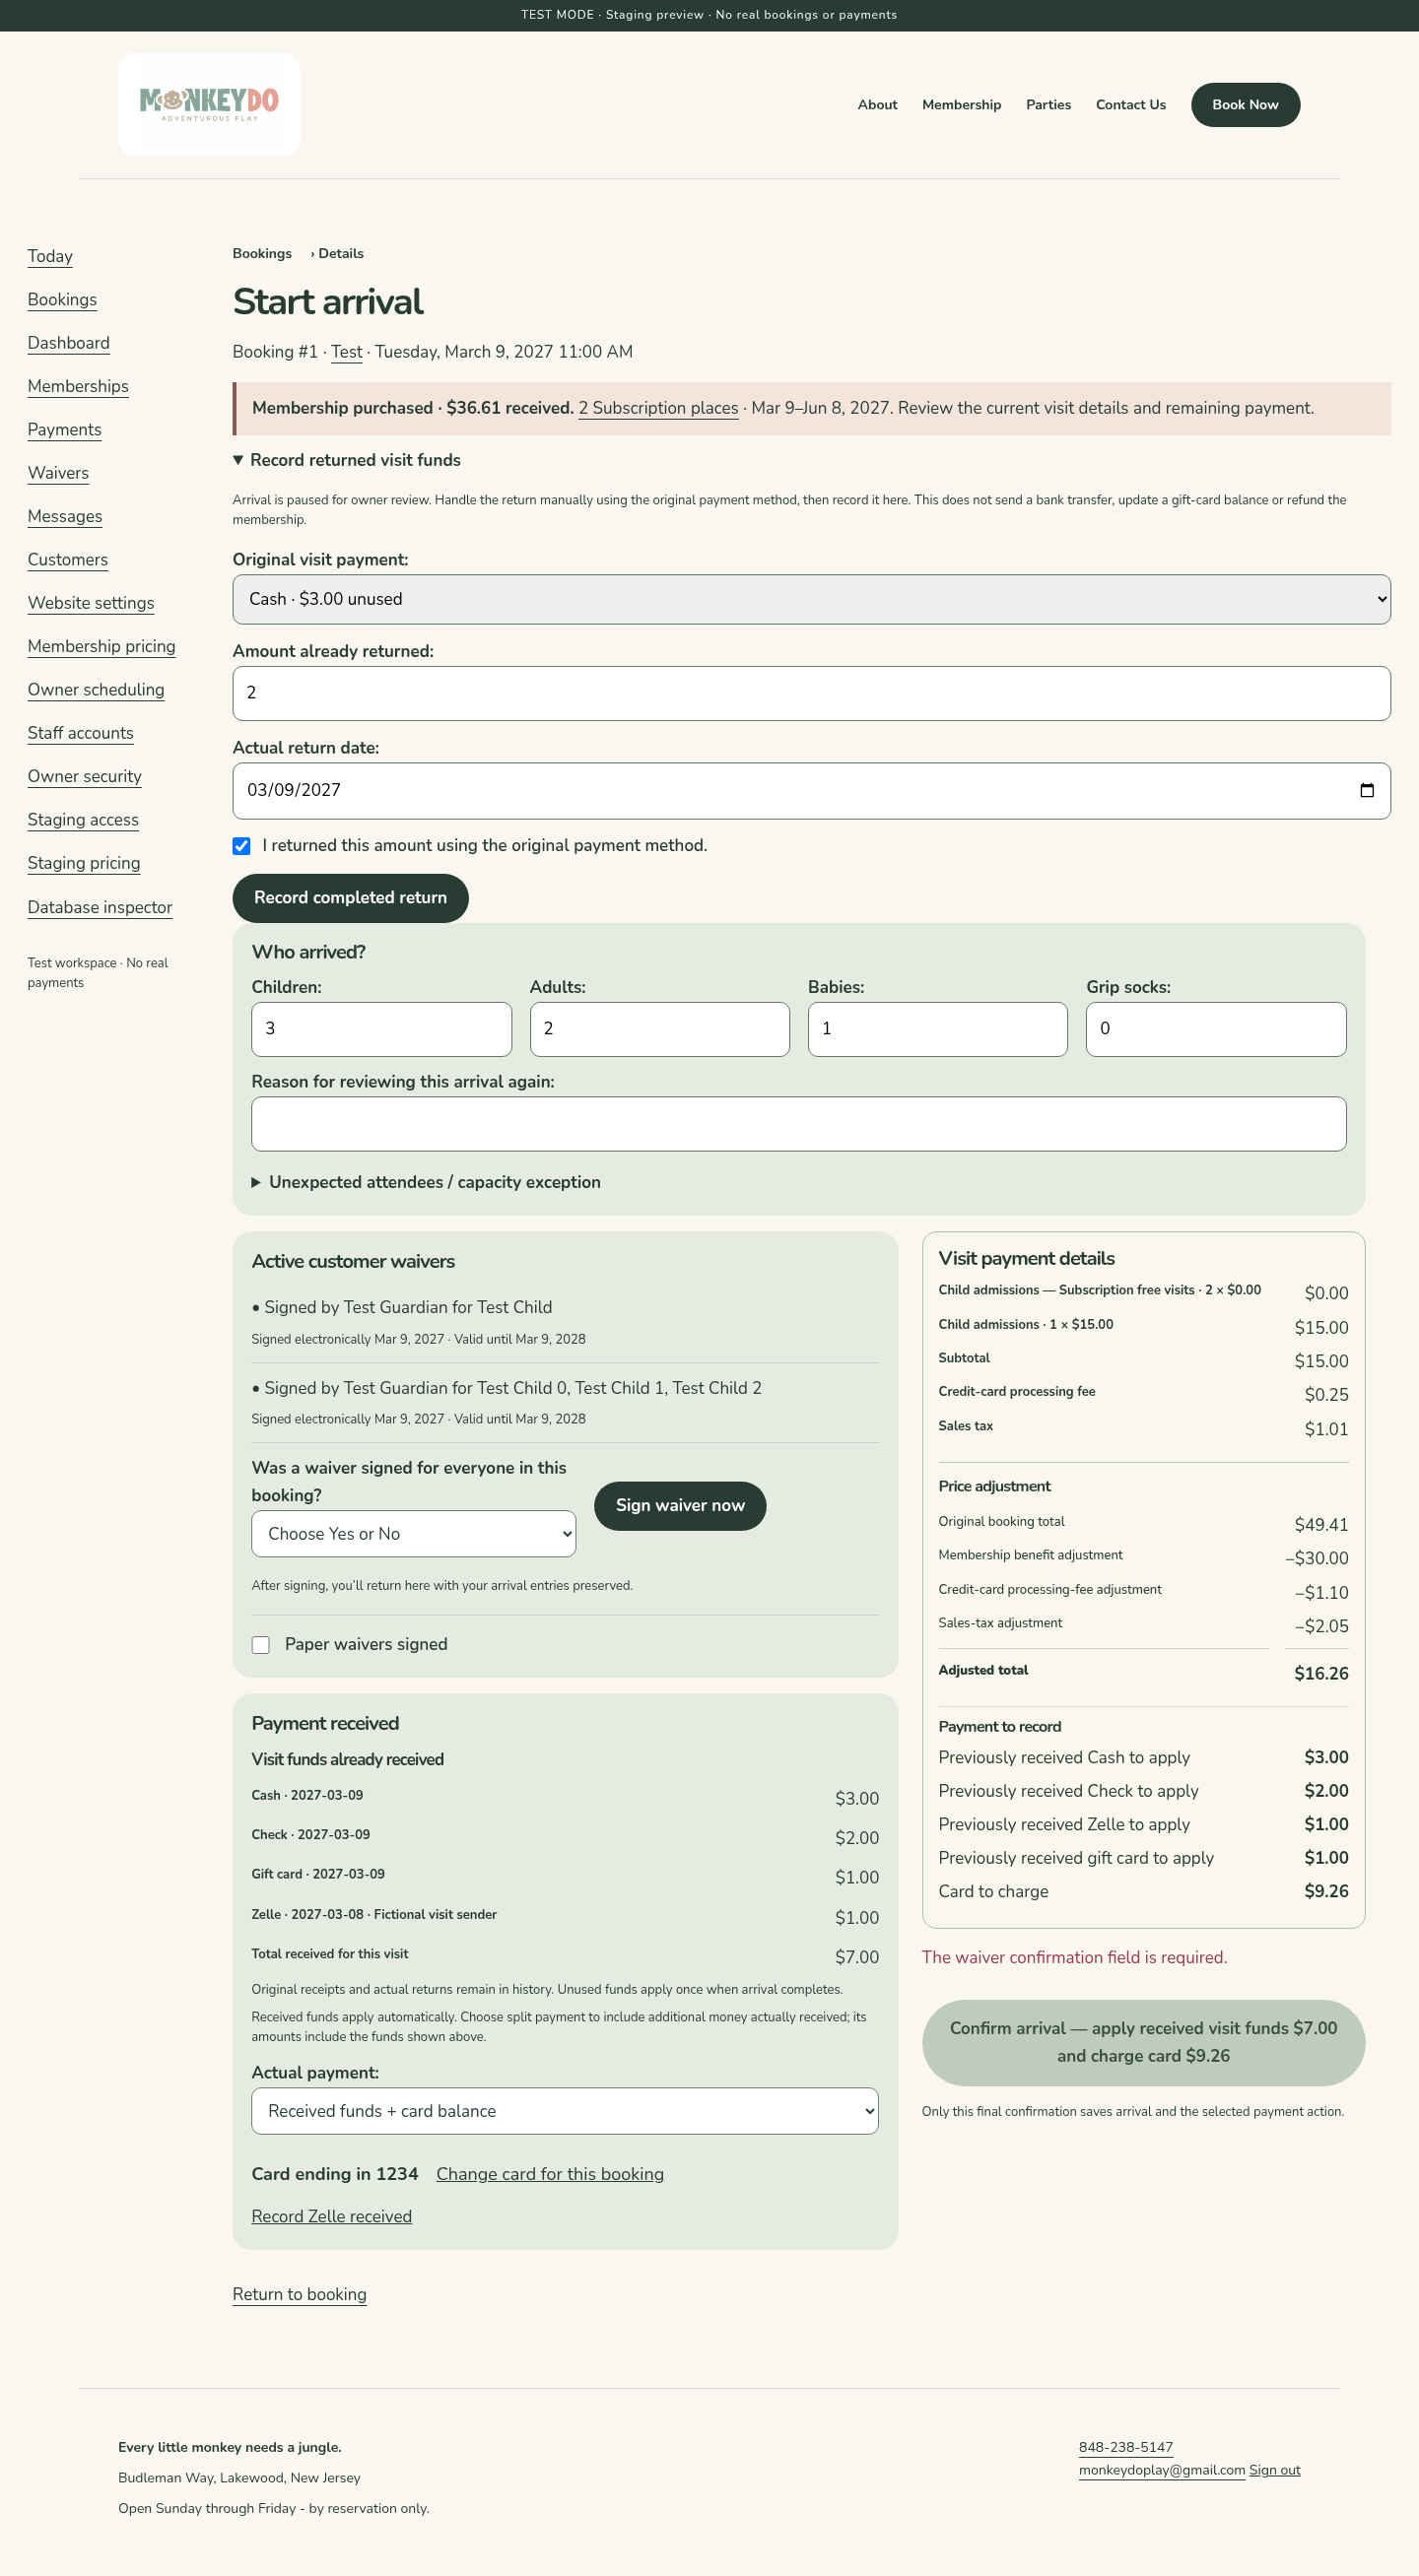 TEST MODE · Staging preview · No real bookings or payments
MONKEYDO
ADVENTUROUS PLAY
About
Membership
Parties
Contact Us
Book Now
Today
Bookings
Dashboard
Memberships
Payments
Waivers
Messages
Customers
Website settings
Membership pricing
Owner scheduling
Staff accounts
Owner security
Staging access
Staging pricing
Database inspector
Test workspace · No real
payments
Bookings › Details
Start arrival
Booking #1 · Test · Tuesday, March 9, 2027 11:00 AM
Membership purchased · $36.61 received. 2 Subscription places · Mar 9–Jun 8, 2027. Review the current visit details and remaining payment.
▼ Record returned visit funds
Arrival is paused for owner review. Handle the return manually using the original payment method, then record it here. This does not send a bank transfer, update a gift-card balance or refund the
membership.
Original visit payment:
Cash · $3.00 unused
Amount already returned:
2
Actual return date:
03/09/2027
I returned this amount using the original payment method.
Record completed return
Who arrived?
Children:
3
Adults:
2
Babies:
1
Grip socks:
0
Reason for reviewing this arrival again:
▶ Unexpected attendees / capacity exception
Active customer waivers
• Signed by Test Guardian for Test Child
Signed electronically Mar 9, 2027 · Valid until Mar 9, 2028
• Signed by Test Guardian for Test Child 0, Test Child 1, Test Child 2
Signed electronically Mar 9, 2027 · Valid until Mar 9, 2028
Was a waiver signed for everyone in this
booking?
Choose Yes or No
Sign waiver now
After signing, you’ll return here with your arrival entries preserved.
Paper waivers signed
Payment received
Visit funds already received
Cash · 2027-03-09 $3.00
Check · 2027-03-09 $2.00
Gift card · 2027-03-09 $1.00
Zelle · 2027-03-08 · Fictional visit sender $1.00
Total received for this visit $7.00
Original receipts and actual returns remain in history. Unused funds apply once when arrival completes.
Received funds apply automatically. Choose split payment to include additional money actually received; its
amounts include the funds shown above.
Actual payment:
Received funds + card balance
Card ending in 1234 Change card for this booking
Record Zelle received
Visit payment details
Child admissions — Subscription free visits · 2 × $0.00 $0.00
Child admissions · 1 × $15.00 $15.00
Subtotal $15.00
Credit-card processing fee $0.25
Sales tax $1.01
Price adjustment
Original booking total $49.41
Membership benefit adjustment −$30.00
Credit-card processing-fee adjustment −$1.10
Sales-tax adjustment −$2.05
Adjusted total $16.26
Payment to record
Previously received Cash to apply $3.00
Previously received Check to apply $2.00
Previously received Zelle to apply $1.00
Previously received gift card to apply $1.00
Card to charge $9.26
The waiver confirmation field is required.
Confirm arrival — apply received visit funds $7.00
and charge card $9.26
Only this final confirmation saves arrival and the selected payment action.
Return to booking
Every little monkey needs a jungle.
Budleman Way, Lakewood, New Jersey
Open Sunday through Friday - by reservation only.
848-238-5147
monkeydoplay@gmail.com Sign out